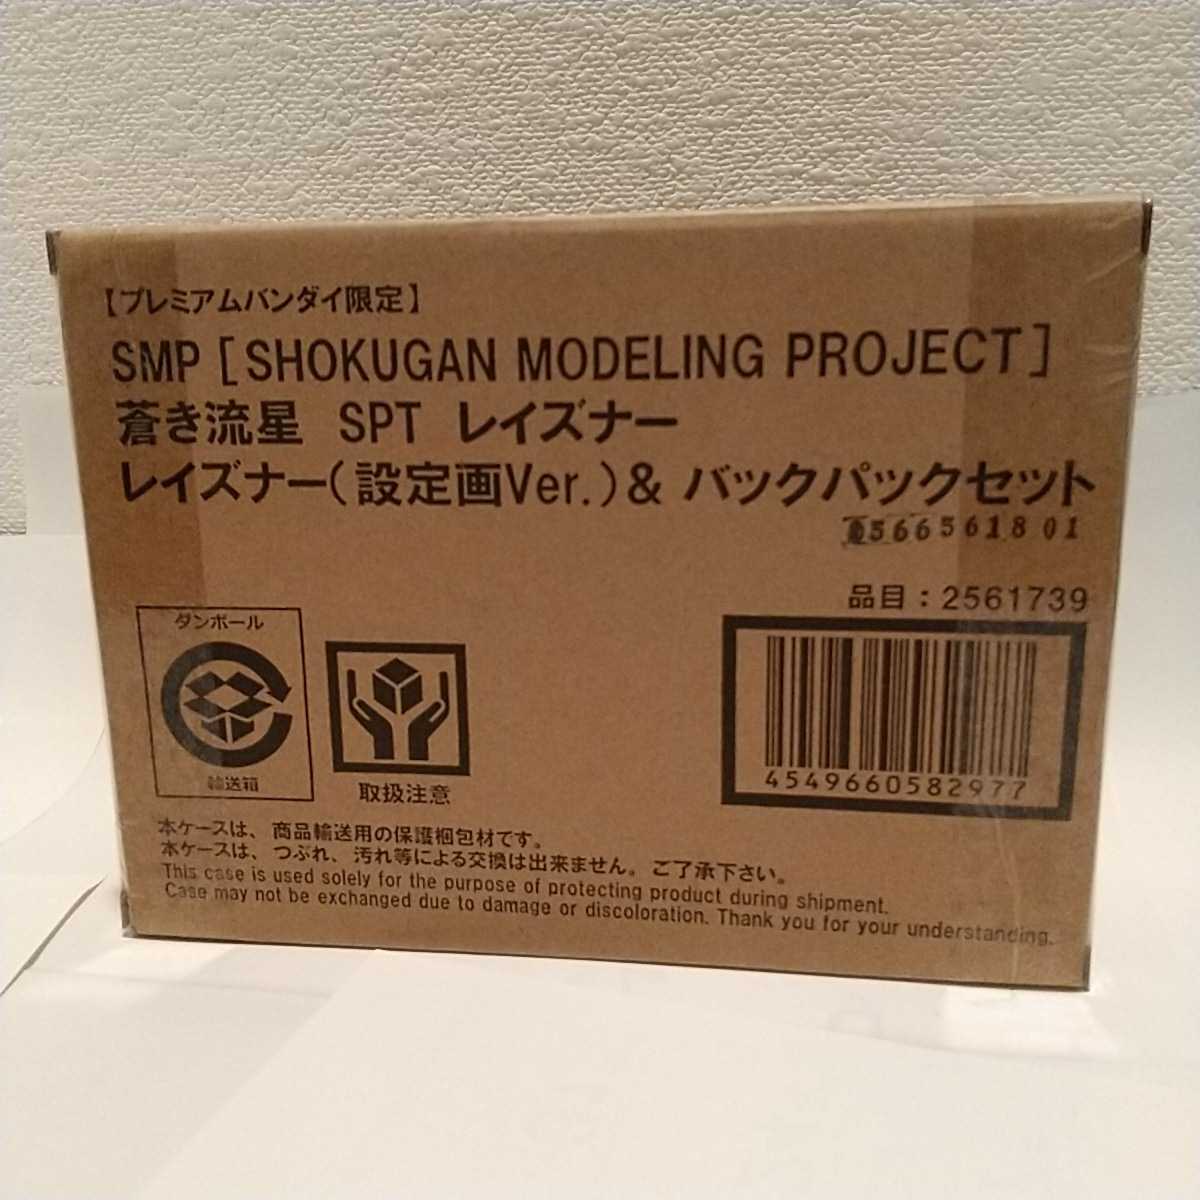 【プレミアムバンダイ限定】
SMP [SHOKUGAN MODELING PROJECT]
蒼き流星 SPT レイズナー
レイズナー(設定画Ver.)& バックパックセット
566561801
品目:2561739
ダンボール
輸送箱
取扱注意
4549660582977
本ケースは、商品輸送用の保護梱包材です。
本ケースは、つぶれ、汚れ等による交換は出来ません。ご了承下さい。
This case is used solely for the purpose of protecting product during shipment.
Case may not be exchanged due to damage or discoloration. Thank you for your understanding.